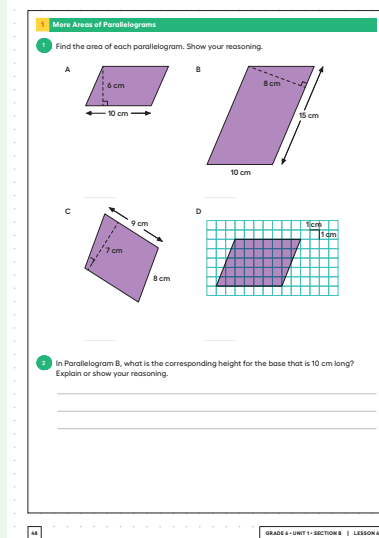 1 More Areas of Parallelograms
1 Find the area of each parallelogram. Show your reasoning.
A
6 cm
10 cm
B
8 cm
15 cm
10 cm
C
9 cm
7 cm
8 cm
D
1 cm
1 cm
2 In Parallelogram B, what is the corresponding height for the base that is 10 cm long?
Explain or show your reasoning.
48
GRADE 6 • UNIT 1 • SECTION B | LESSON 6